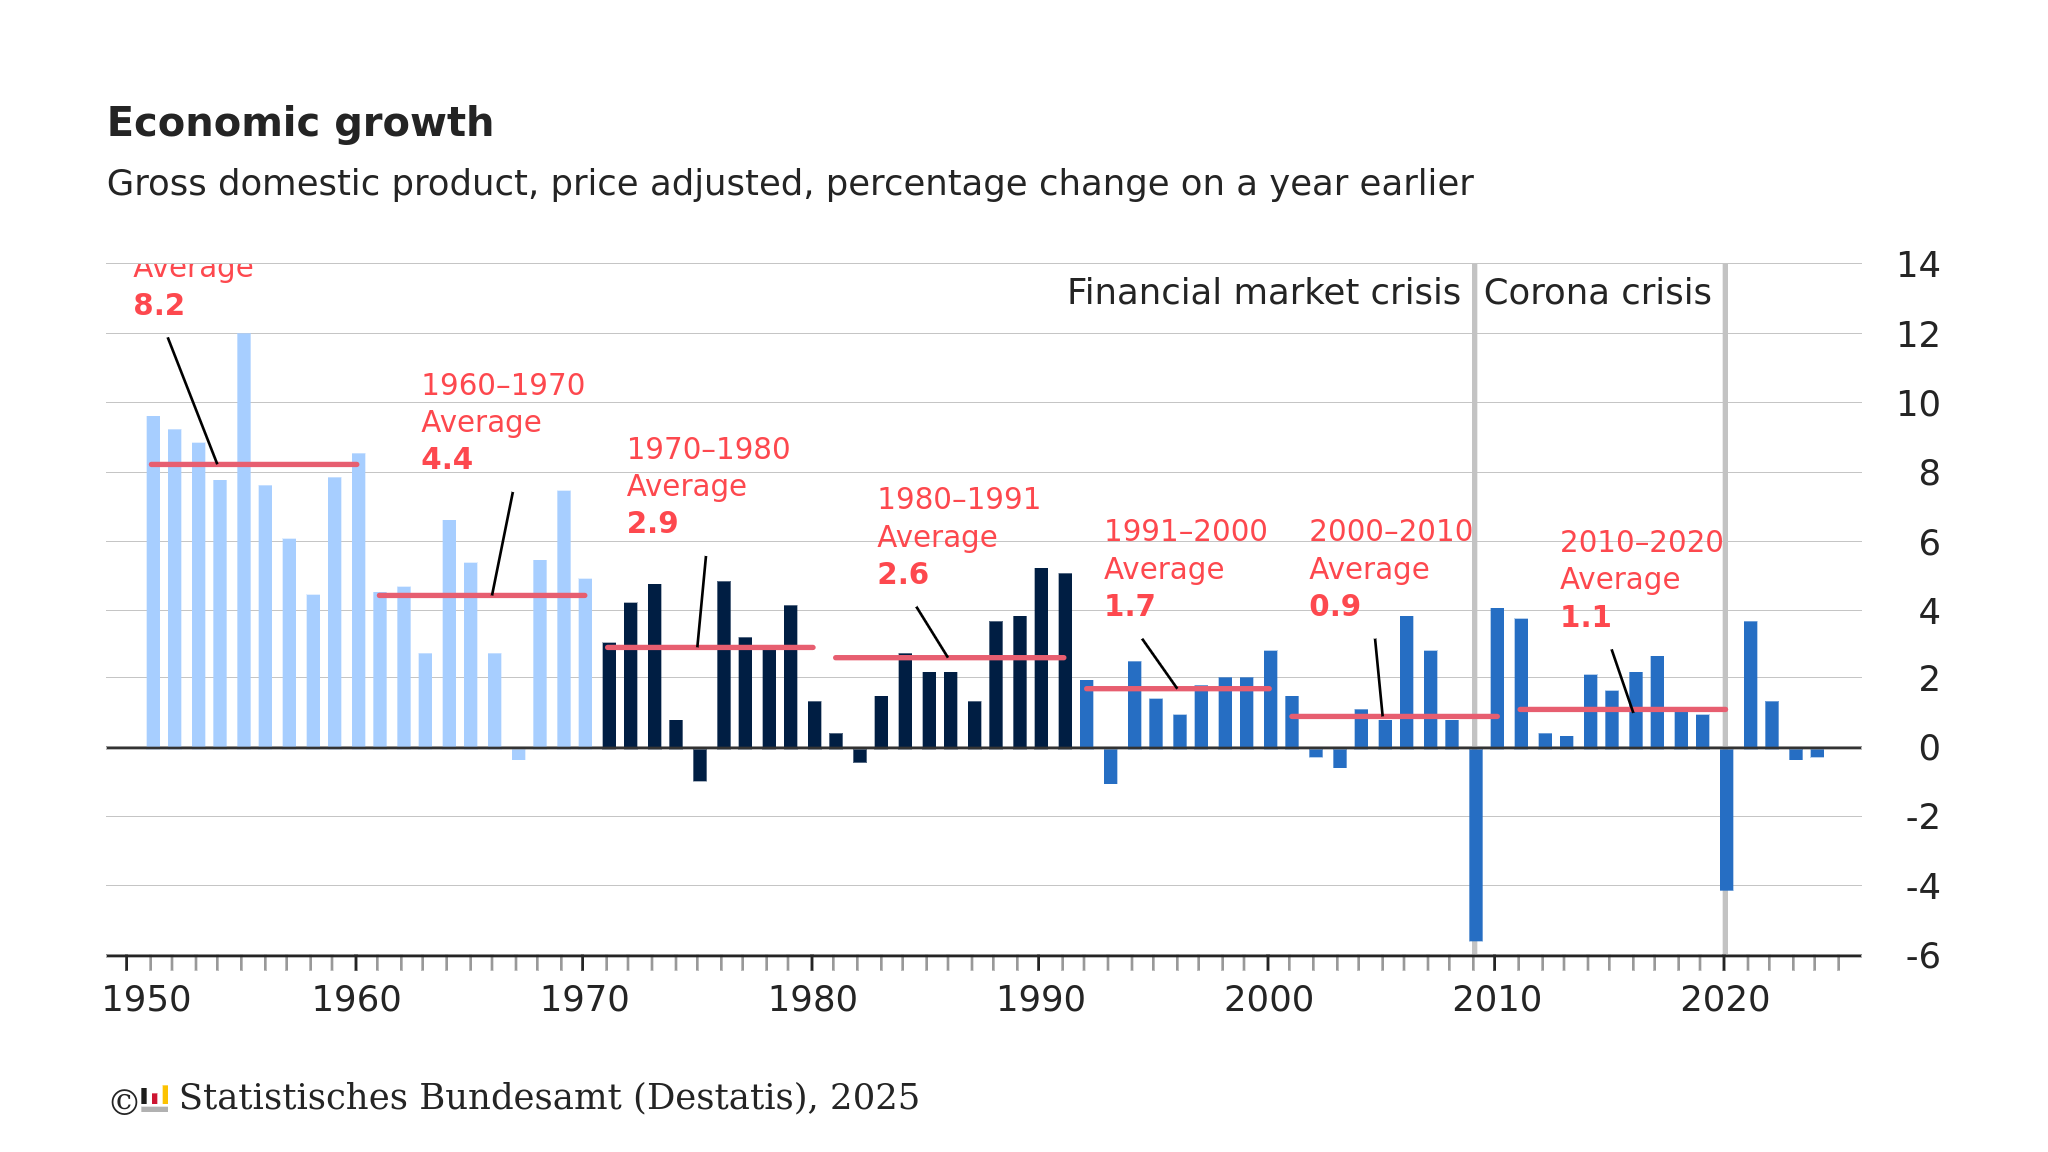 Economic growth
Gross domestic product, price adjusted, percentage change on a year earlier
Average
8.2
1960–1970
Average
4.4
1970–1980
Average
2.9
1980–1991
Average
2.6
1991–2000
Average
1.7
2000–2010
Average
0.9
2010–2020
Average
1.1
Financial market crisis
Corona crisis
14
12
10
8
6
4
2
0
-2
-4
-6
1950 1960 1970 1980 1990 2000 2010 2020
© Statistisches Bundesamt (Destatis), 2025